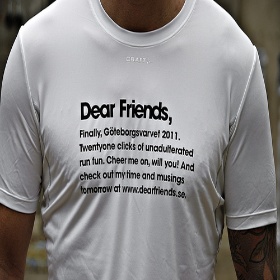 CRAFT
Dear Friends,
Finally, Göteborgsvarvet 2011.
Twentyone clicks of unadulterated
run fun. Cheer me on, will you! And
check out my time and musings
tomorrow at www.dearfriends.se.